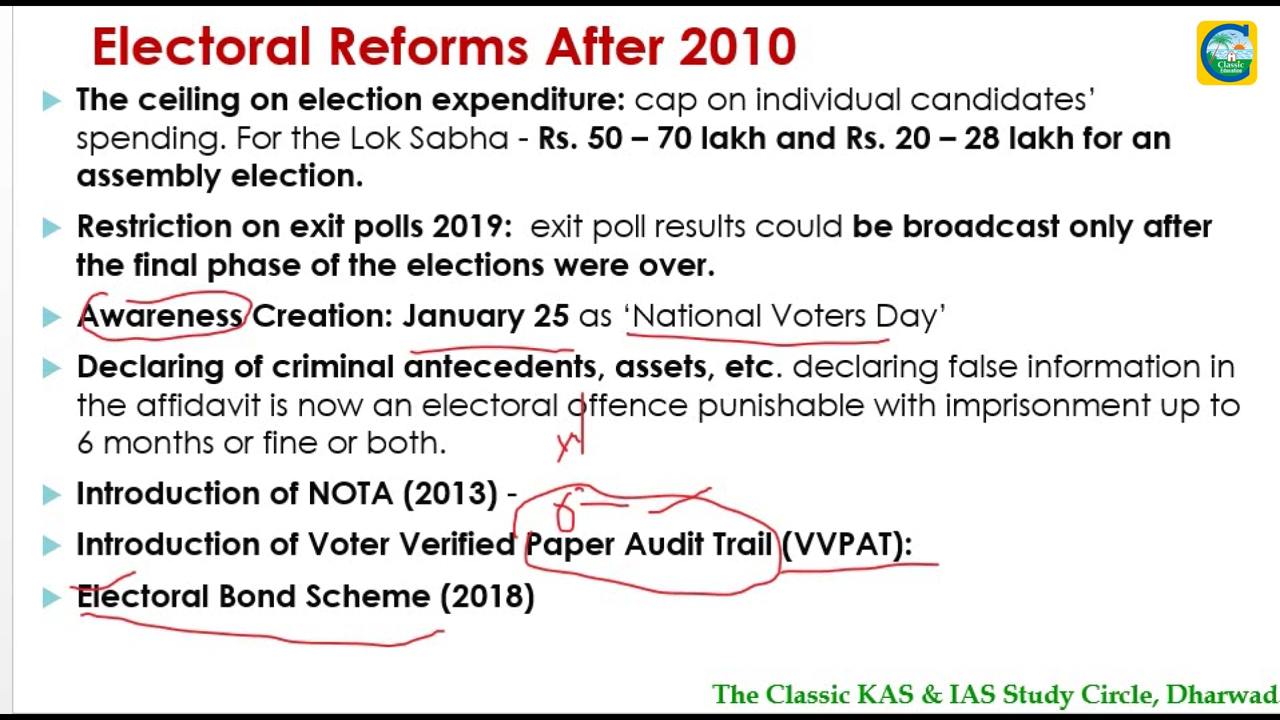 Electoral Reforms After 2010
Classic
Education
The ceiling on election expenditure: cap on individual candidates’
spending. For the Lok Sabha - Rs. 50 – 70 lakh and Rs. 20 – 28 lakh for an
assembly election.
Restriction on exit polls 2019: exit poll results could be broadcast only after
the final phase of the elections were over.
Awareness Creation: January 25 as ‘National Voters Day’
Declaring of criminal antecedents, assets, etc. declaring false information in
the affidavit is now an electoral offence punishable with imprisonment up to
6 months or fine or both.
Introduction of NOTA (2013) -
Introduction of Voter Verified Paper Audit Trail (VVPAT):
Electoral Bond Scheme (2018)
The Classic KAS & IAS Study Circle, Dharwad